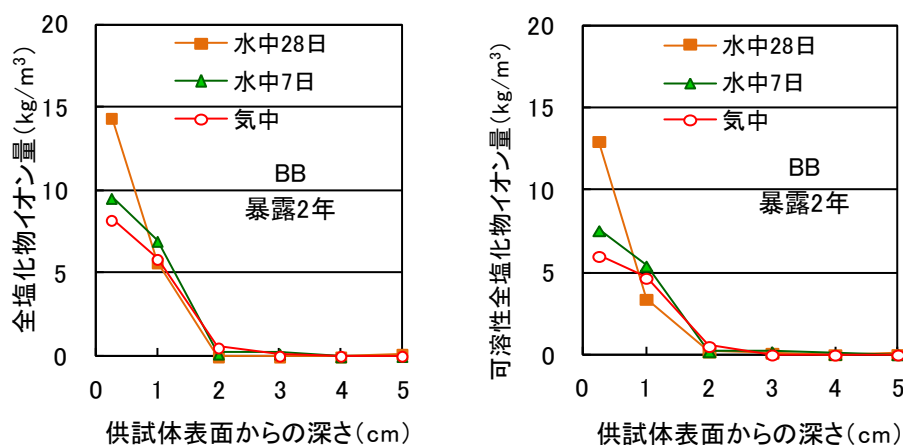 全塩化物イオン量(kg/m³)
20
15
10
5
0
水中28日
水中7日
気中
BB
暴露2年
0 1 2 3 4 5
供試体表面からの深さ(cm)
可溶性全塩化物イオン量(kg/m³)
20
15
10
5
0
水中28日
水中7日
気中
BB
暴露2年
0 1 2 3 4 5
供試体表面からの深さ(cm)